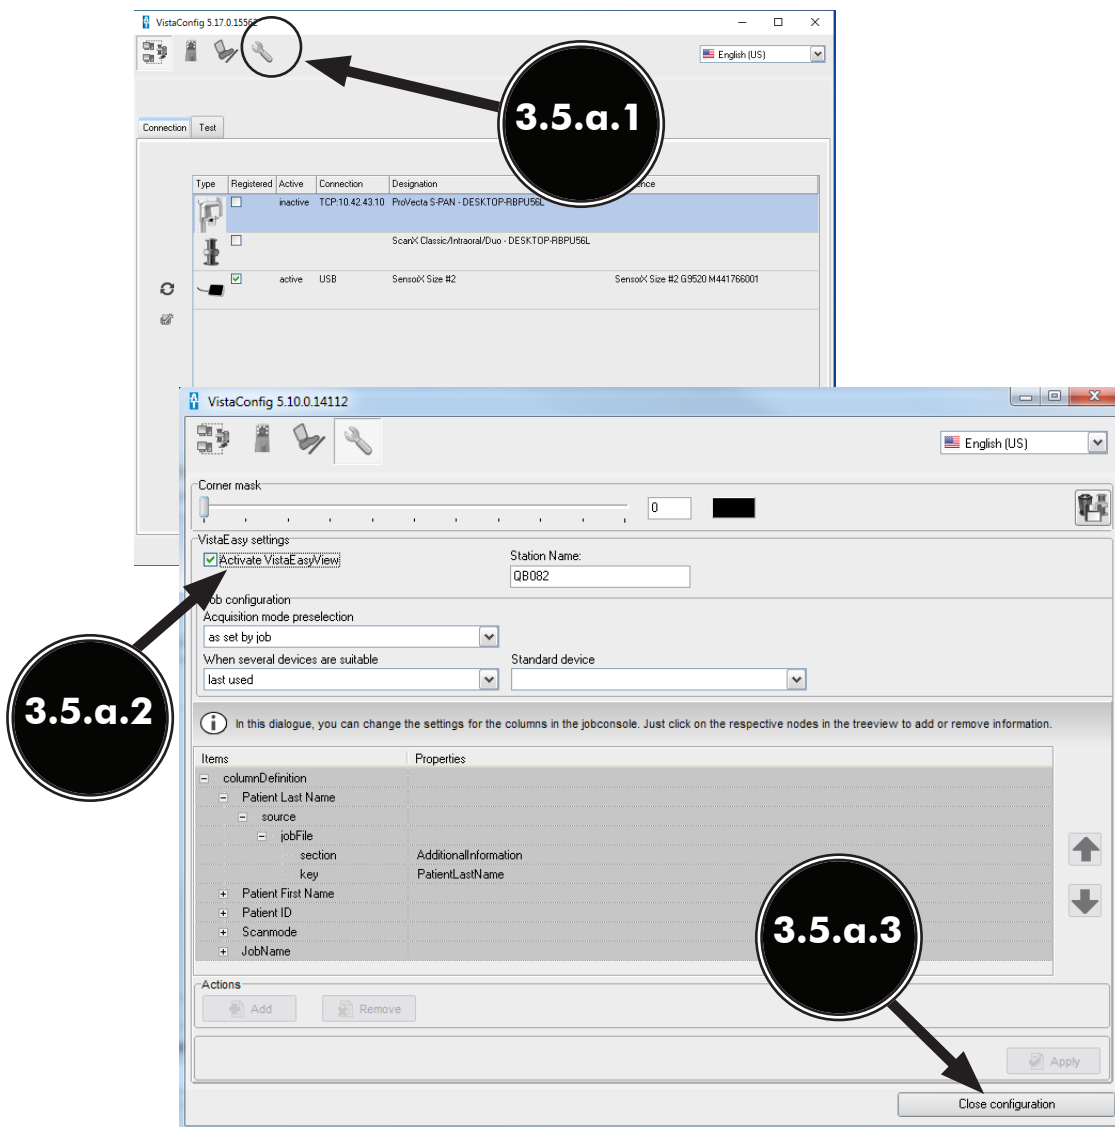 VistaConfig 5.17.0.15562
English (US)
3.5.a.1
Connection Test
Type Registered Active Connection Designation
inactive TCP:10.42.43.10 ProVecta S-PAN - DESKTOP-RBPU56L
ScanX Classic/Intraoral/Duo - DESKTOP-RBPU56L
active USB SensorX Size #2 SensorX Size #2 G9520 M441766001
VistaConfig 5.10.0.14112
English (US)
Corner mask
0
VistaEasy settings
Activate VistaEasyView
Station Name:
QB082
Job configuration
Acquisition mode preselection
as set by job
When several devices are suitable Standard device
last used
3.5.a.2
In this dialogue, you can change the settings for the columns in the jobconsole. Just click on the respective nodes in the treeview to add or remove information.
Items Properties
columnDefinition
Patient Last Name
source
jobFile
section AdditionalInformation
key PatientLastName
Patient First Name
Patient ID
Scanmode
JobName
3.5.a.3
Actions
Add Remove
Apply
Close configuration